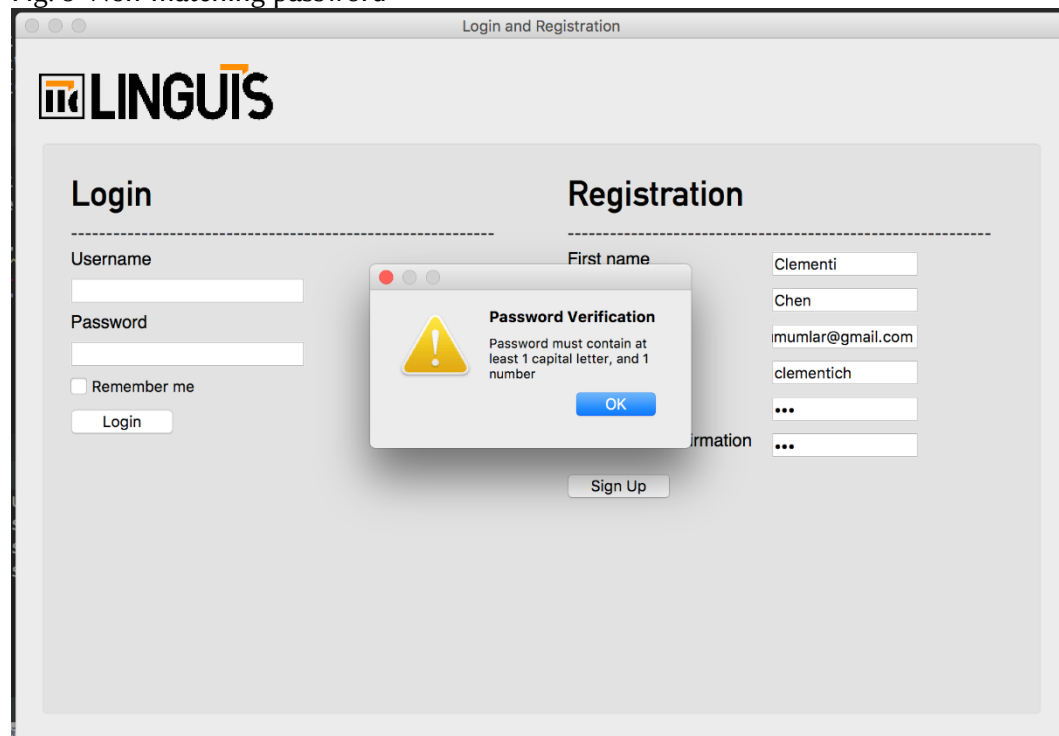 Login and Registration
LINGUIS
Login
Registration
Username
Password
Remember me
Login
First name
Clementi
Chen
mumlar@gmail.com
clementich
•••
irmation
•••
Sign Up
Password Verification
Password must contain at
least 1 capital letter, and 1
number
OK